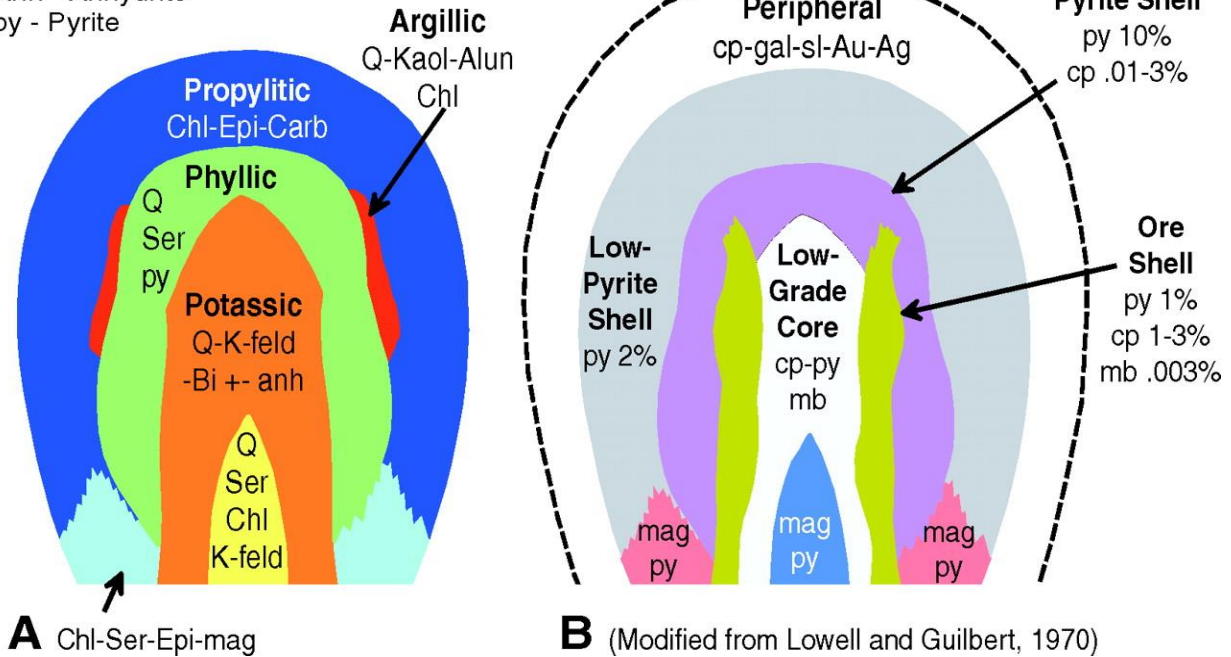 py - Pyrite
Argillic
Q-Kaol-Alun
Chl
Propylitic
Chl-Epi-Carb
Phyllic
Q
Ser
py
Potassic
Q-K-feld
-Bi +- anh
Q
Ser
Chl
K-feld
A Chl-Ser-Epi-mag
Peripheral
cp-gal-sl-Au-Ag
Pyrite Shell
py 10%
cp .01-3%
Low-
Pyrite
Shell
py 2%
Low-
Grade
Core
cp-py
mb
Ore
Shell
py 1%
cp 1-3%
mb .003%
mag
py
mag
py
mag
py
B (Modified from Lowell and Guilbert, 1970)